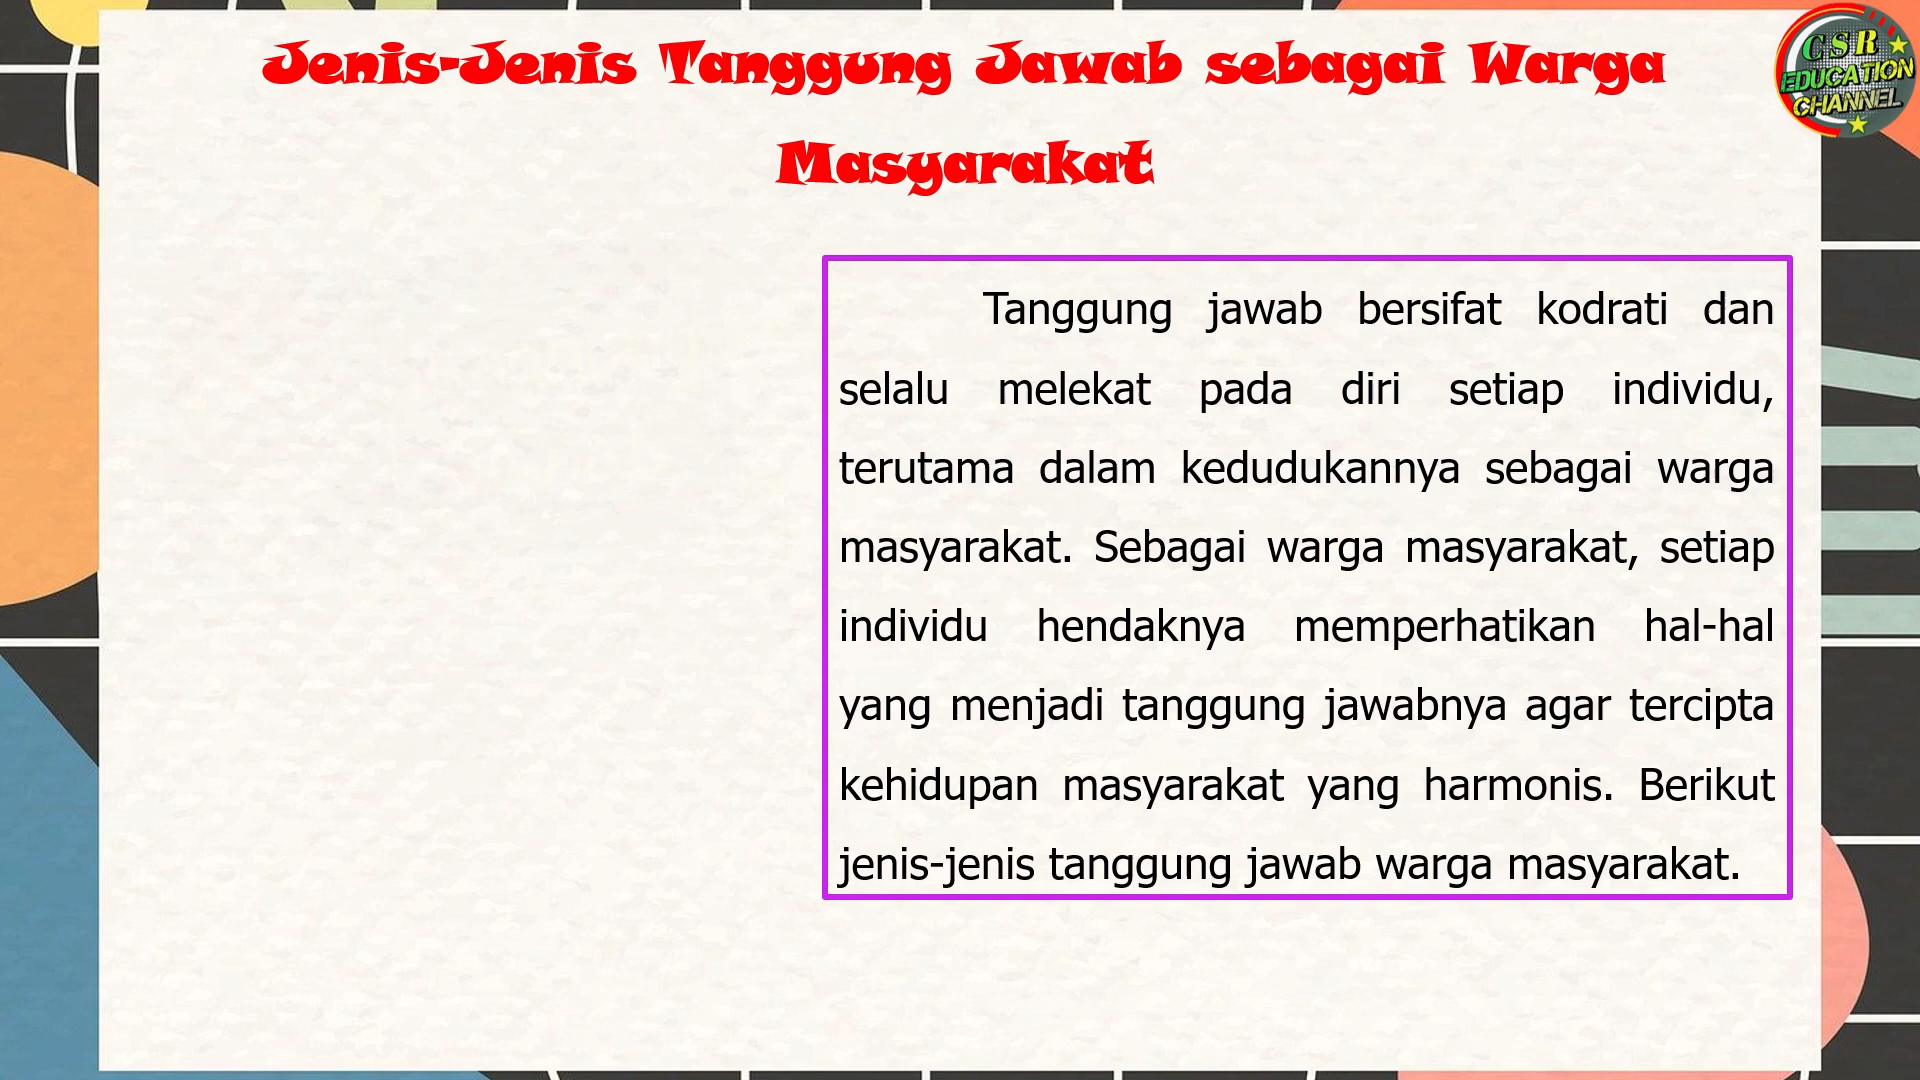 Jenis-Jenis Tanggung Jawab sebagai Warga
Masyarakat
CSR
EDUCATION
CHANNEL
Tanggung jawab bersifat kodrati dan
selalu melekat pada diri setiap individu,
terutama dalam kedudukannya sebagai warga
masyarakat. Sebagai warga masyarakat, setiap
individu hendaknya memperhatikan hal-hal
yang menjadi tanggung jawabnya agar tercipta
kehidupan masyarakat yang harmonis. Berikut
jenis-jenis tanggung jawab warga masyarakat.